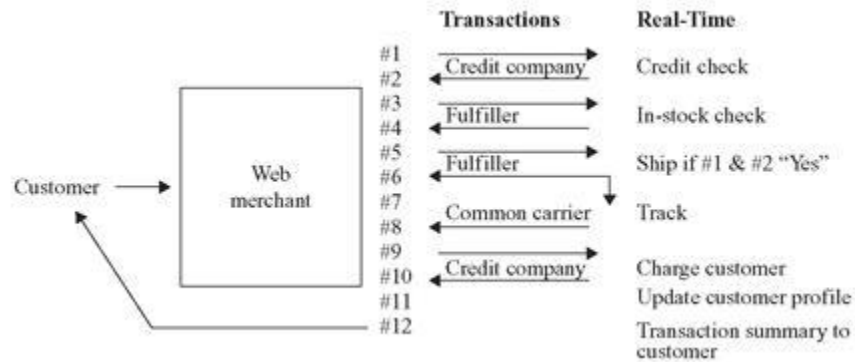 Transactions Real-Time
#1
#2 Credit company Credit check
#3
#4 Fulfiller In-stock check
#5
#6 Fulfiller Ship if #1 & #2 “Yes”
Customer Web merchant
#7
#8 Common carrier Track
#9
#10 Credit company Charge customer
#11 Update customer profile
#12 Transaction summary to
customer